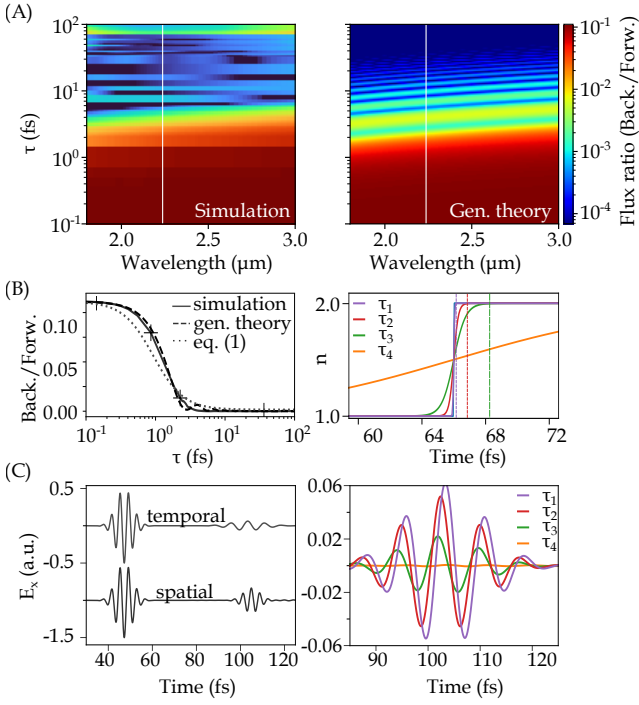 (A)
10²
10¹
10⁰
10⁻¹
τ (fs)
2.0
2.5
3.0
Wavelength (μm)
Simulation
2.0
2.5
3.0
Wavelength (μm)
Gen. theory
10⁻¹
10⁻²
10⁻³
10⁻⁴
Flux ratio (Back./Forw.)
(B)
0.10
0.05
0.00
Back./Forw.
10⁻¹
10⁰
10¹
10²
τ (fs)
simulation
gen. theory
eq. (1)
2.0
1.0
n
60
64
68
72
Time (fs)
τ₁
τ₂
τ₃
τ₄
(C)
0.5
-0.5
-1.5
Eₓ (a.u.)
temporal
spatial
40
60
80
100
120
Time (fs)
0.06
0.02
-0.02
-0.06
90
100
110
120
Time (fs)
τ₁
τ₂
τ₃
τ₄